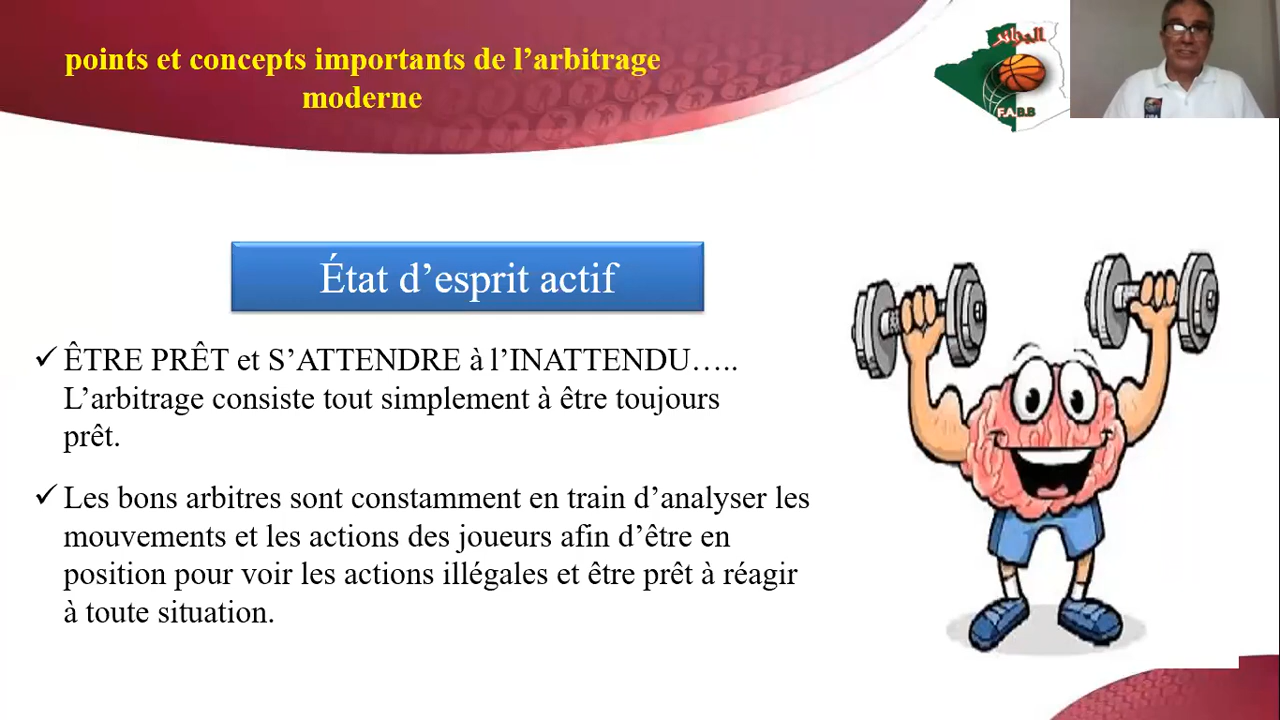 points et concepts importants de l’arbitrage
moderne
الجزائر
F.A.B.B
État d’esprit actif
✓ ÊTRE PRÊT et S’ATTENDRE à l’INATTENDU…..
L’arbitrage consiste tout simplement à être toujours
prêt.
✓ Les bons arbitres sont constamment en train d’analyser les
mouvements et les actions des joueurs afin d’être en
position pour voir les actions illégales et être prêt à réagir
à toute situation.